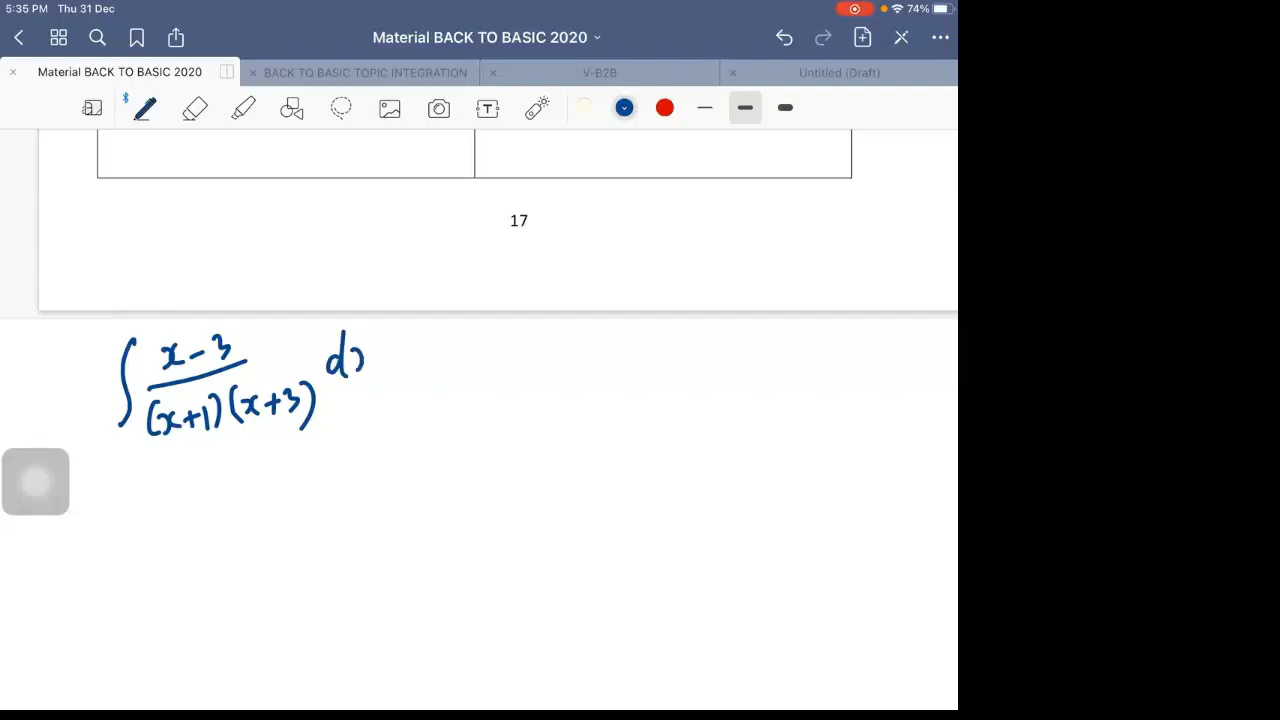 5:35 PM Thu 31 Dec 74%
Material BACK TO BASIC 2020
Material BACK TO BASIC 2020 BACK TO BASIC TOPIC INTEGRATION V-B2B Untitled (Draft)
T
17
∫ x-3 / (x+1)(x+3) d